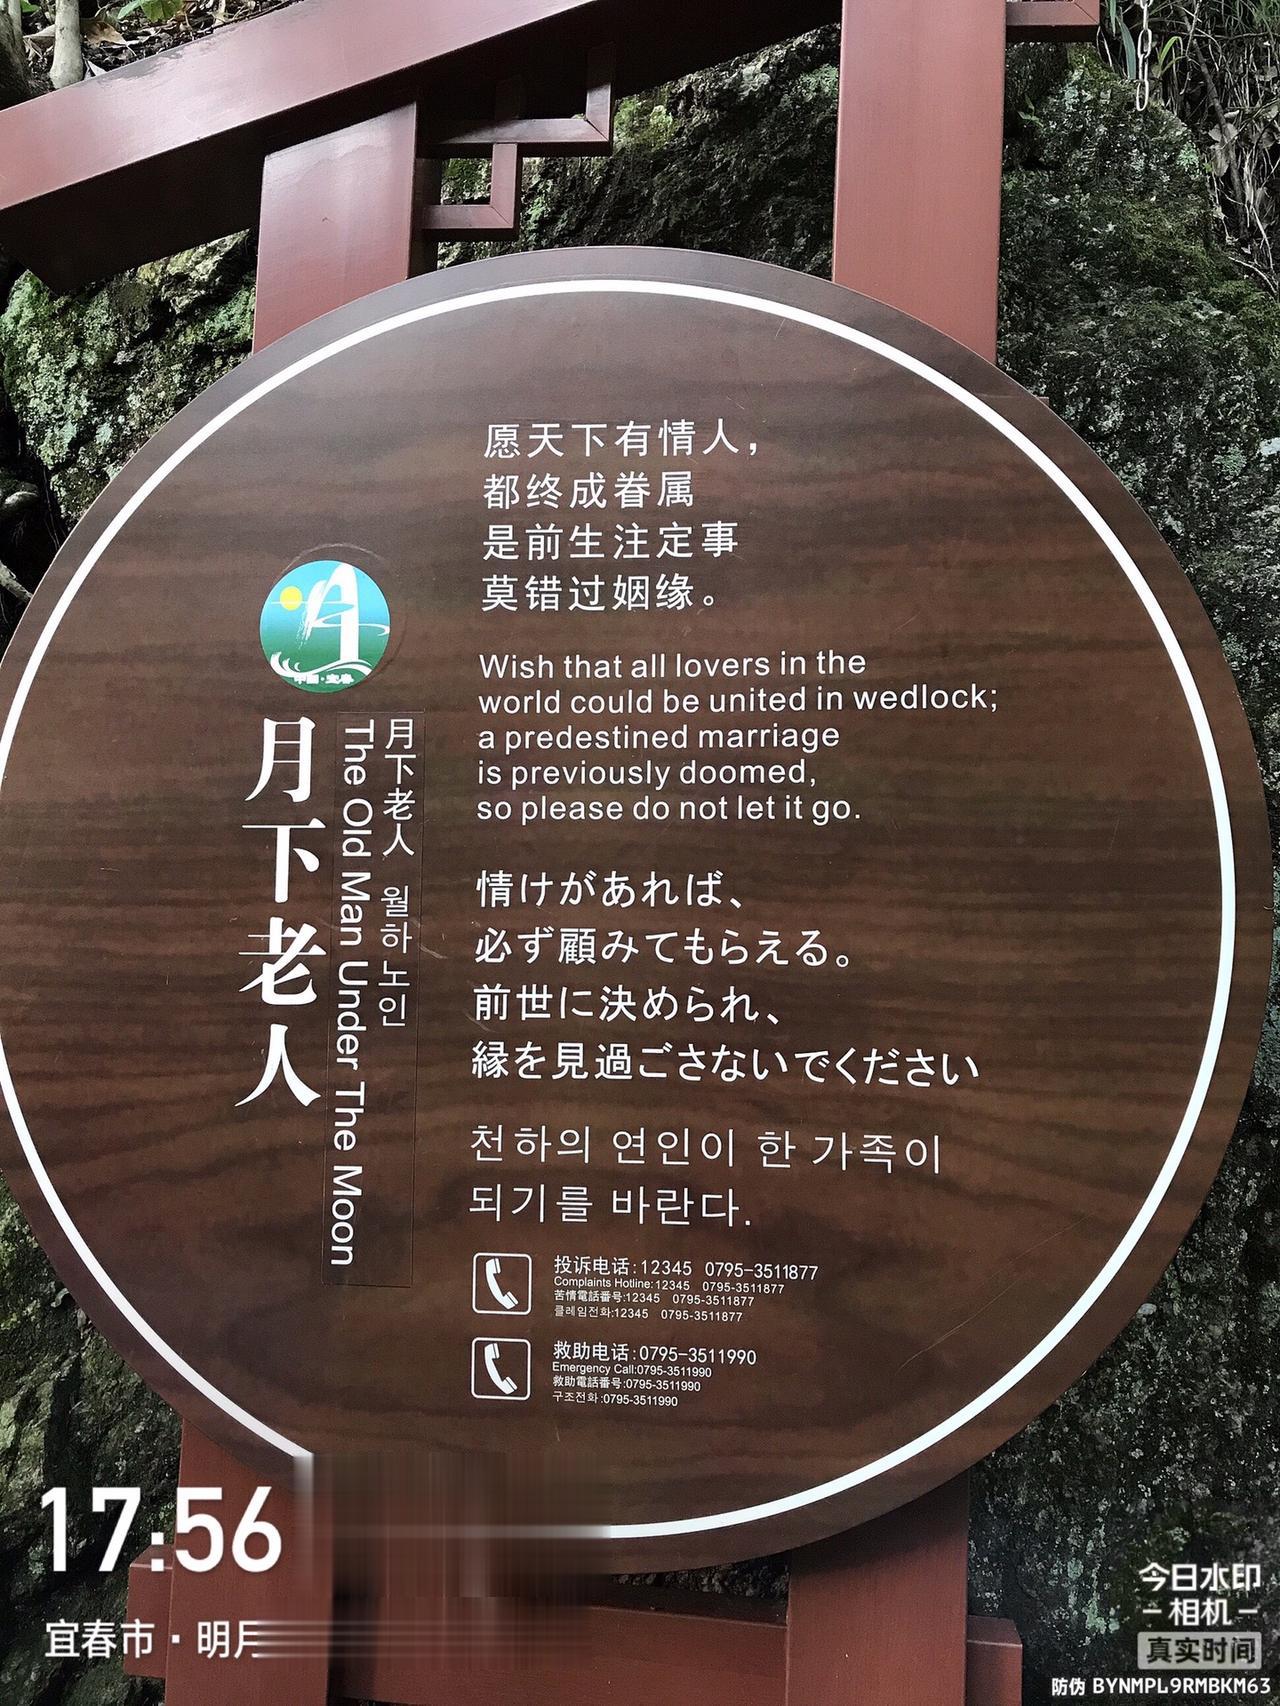 愿天下有情人，
都终成眷属
是前生注定事
莫错过姻缘。
Wish that all lovers in the
world could be united in wedlock;
a predestined marriage
is previously doomed,
so please do not let it go.
情けがあれば、
必ず顧みてもらえる。
前世に決められ、
縁を見過ごさないでください
천하의 연인이 한 가족이
되기를 바란다.
中国·宜春
月下老人
月下老人 월하노인
The Old Man Under The Moon
投诉电话:12345 0795-3511877
Complaints Hotline:12345 0795-3511877
苦情電話番号:12345 0795-3511877
클레임전화:12345 0795-3511877
救助电话:0795-3511990
Emergency Call:0795-3511990
救助電話番号:0795-3511990
구조전화:0795-3511990
17:56
宜春市·明月
今日水印
-相机-
真实时间
防伪 BYNMPL9RMBKM63